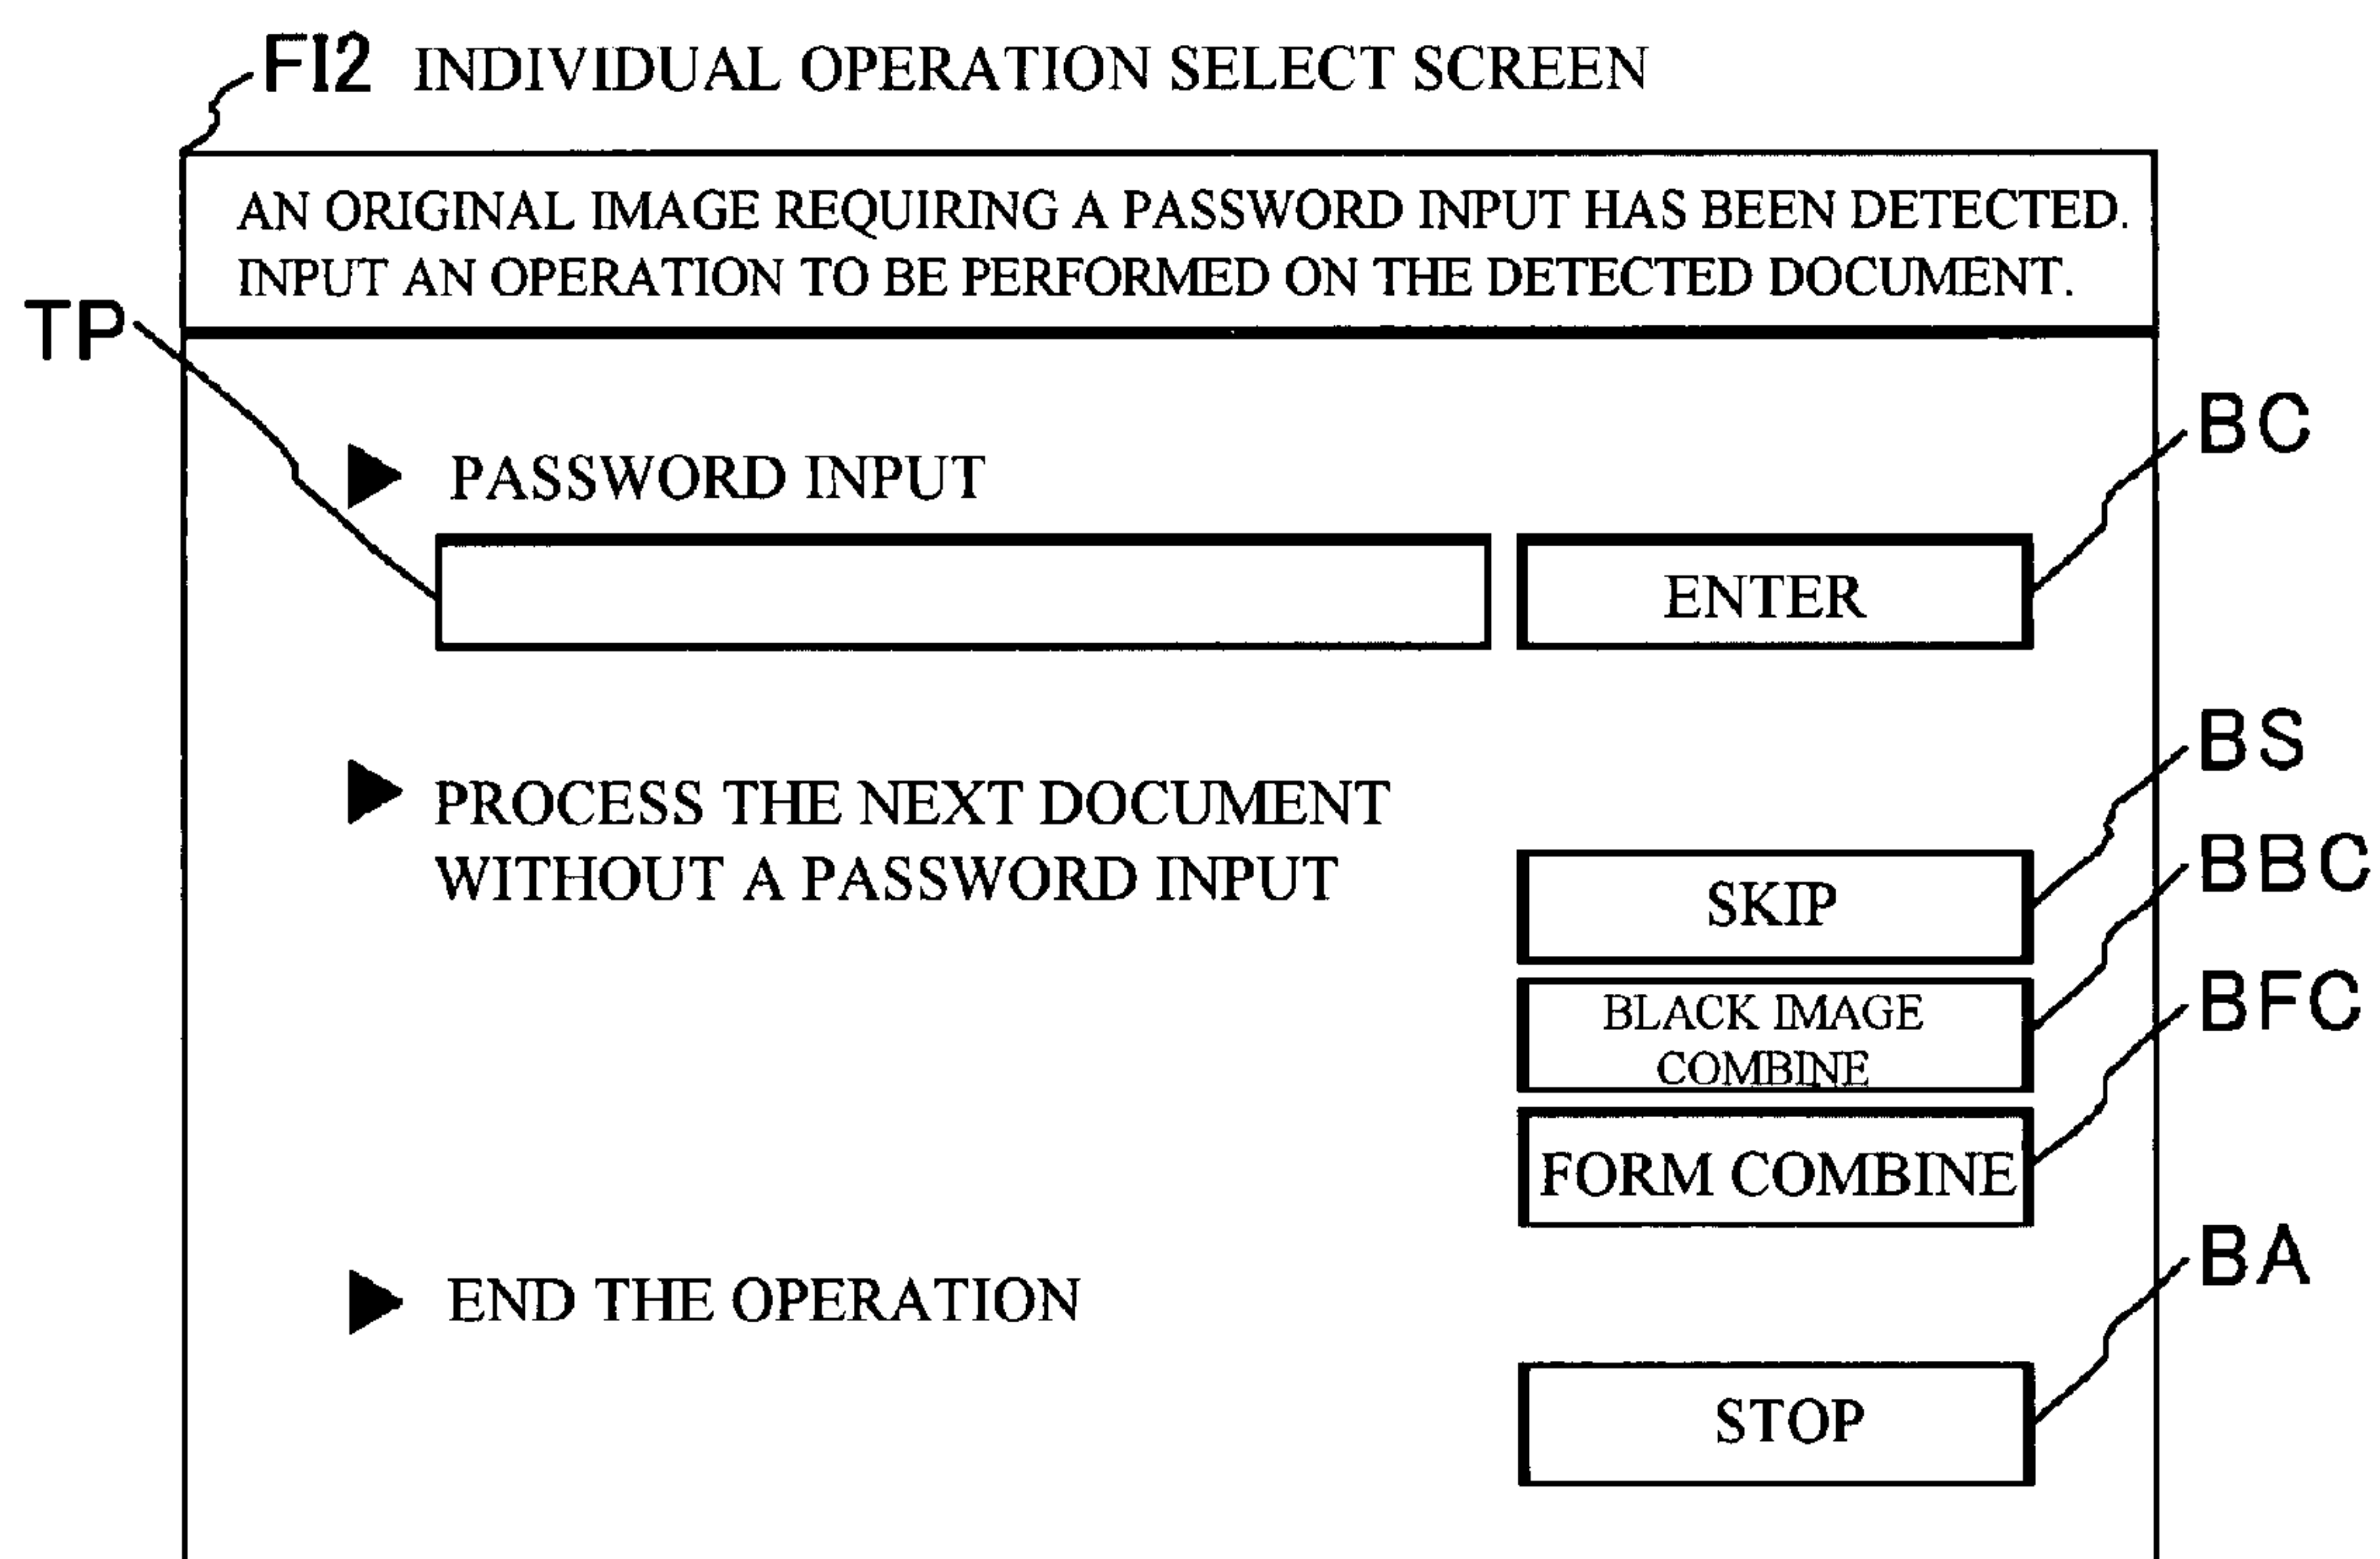 FI2 INDIVIDUAL OPERATION SELECT SCREEN
AN ORIGINAL IMAGE REQUIRING A PASSWORD INPUT HAS BEEN DETECTED.
INPUT AN OPERATION TO BE PERFORMED ON THE DETECTED DOCUMENT.
TP
BC
PASSWORD INPUT
ENTER
BS
PROCESS THE NEXT DOCUMENT
WITHOUT A PASSWORD INPUT
SKIP
BBC
BLACK IMAGE
COMBINE
BFC
FORM COMBINE
BA
END THE OPERATION
STOP